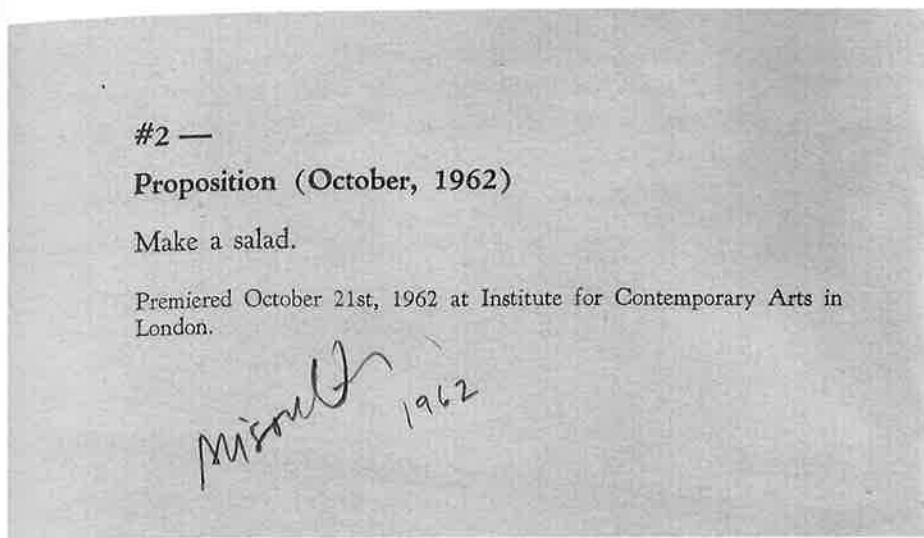 #2 —
Proposition (October, 1962)
Make a salad.
Premiered October 21st, 1962 at Institute for Contemporary Arts in
London.
1962